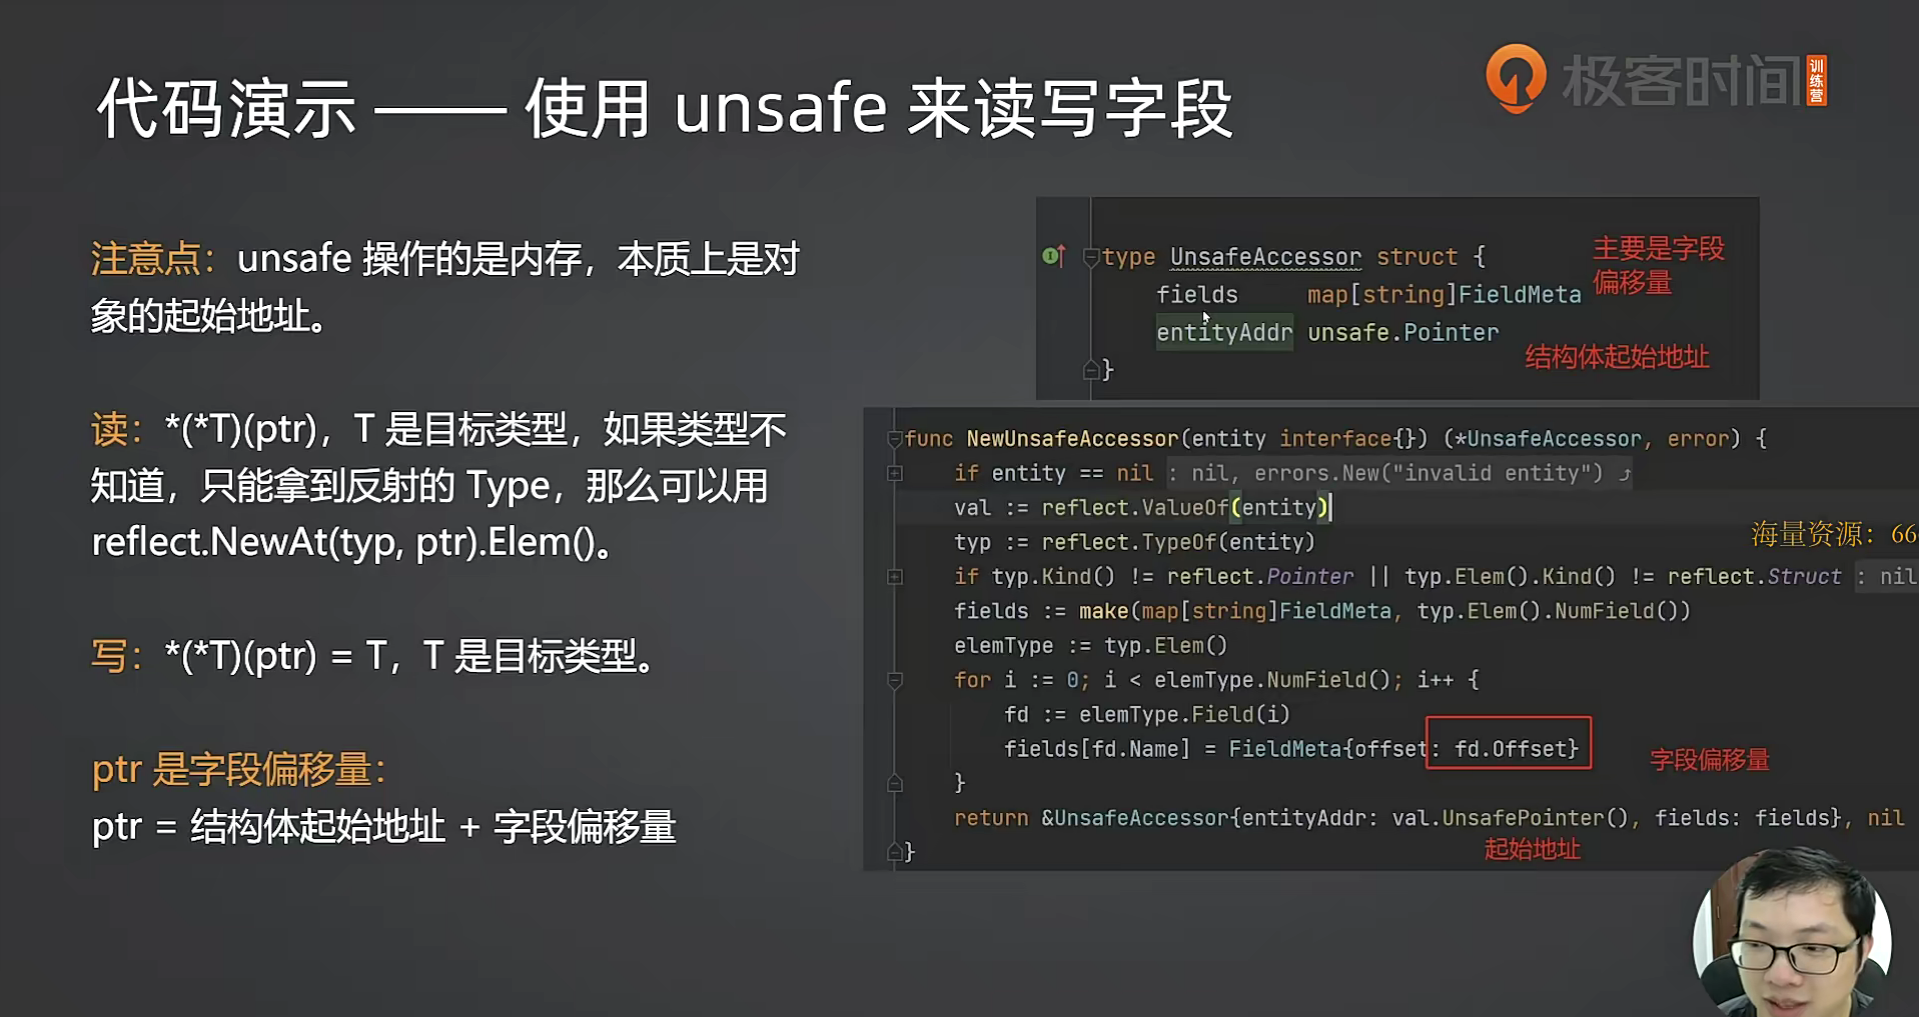 代码演示 —— 使用 unsafe 来读写字段
极客时间
训练营
注意点：unsafe 操作的是内存，本质上是对
象的起始地址。
读：*(*T)(ptr)，T 是目标类型，如果类型不
知道，只能拿到反射的 Type，那么可以用
reflect.NewAt(typ, ptr).Elem()。
写：*(*T)(ptr) = T，T 是目标类型。
ptr 是字段偏移量：
ptr = 结构体起始地址 + 字段偏移量
type UnsafeAccessor struct {
fields map[string]FieldMeta
entityAddr unsafe.Pointer
}
主要是字段
偏移量
结构体起始地址
func NewUnsafeAccessor(entity interface{}) (*UnsafeAccessor, error) {
if entity == nil : nil, errors.New("invalid entity")
val := reflect.ValueOf(entity)
typ := reflect.TypeOf(entity)
if typ.Kind() != reflect.Pointer || typ.Elem().Kind() != reflect.Struct : nil
fields := make(map[string]FieldMeta, typ.Elem().NumField())
elemType := typ.Elem()
for i := 0; i < elemType.NumField(); i++ {
fd := elemType.Field(i)
fields[fd.Name] = FieldMeta{offset: fd.Offset}
字段偏移量
}
return &UnsafeAccessor{entityAddr: val.UnsafePointer(), fields: fields}, nil
起始地址
}
海量资源：66